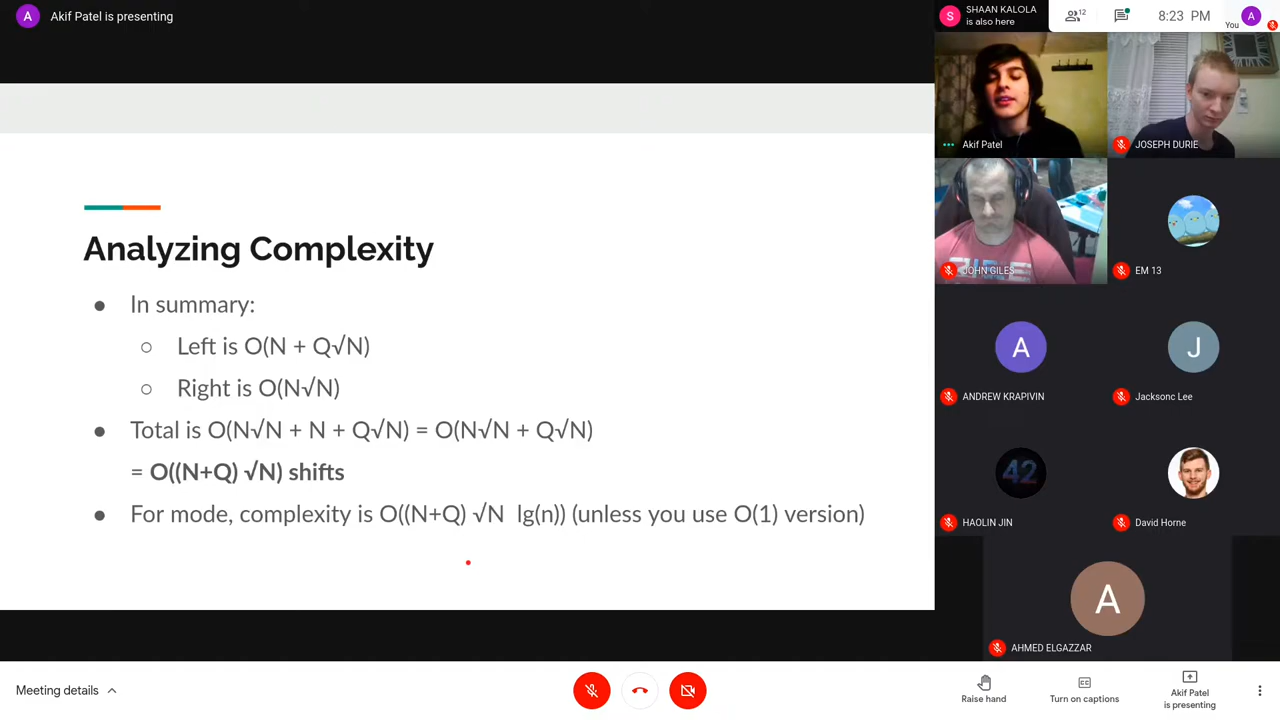 A Akif Patel is presenting
S SHAAN KALOLA
is also here
12
8:23 PM
You
A
Analyzing Complexity
● In summary:
○ Left is O(N + Q√N)
○ Right is O(N√N)
● Total is O(N√N + N + Q√N) = O(N√N + Q√N)
= O((N+Q) √N) shifts
● For mode, complexity is O((N+Q) √N lg(n)) (unless you use O(1) version)
Akif Patel
JOSEPH DURIE
JOHN GILES
EM 13
A
ANDREW KRAPIVIN
J
Jacksonc Lee
42
HAOLIN JIN
David Horne
A
AHMED ELGAZZAR
Meeting details
Raise hand
CC
Turn on captions
Akif Patel
is presenting